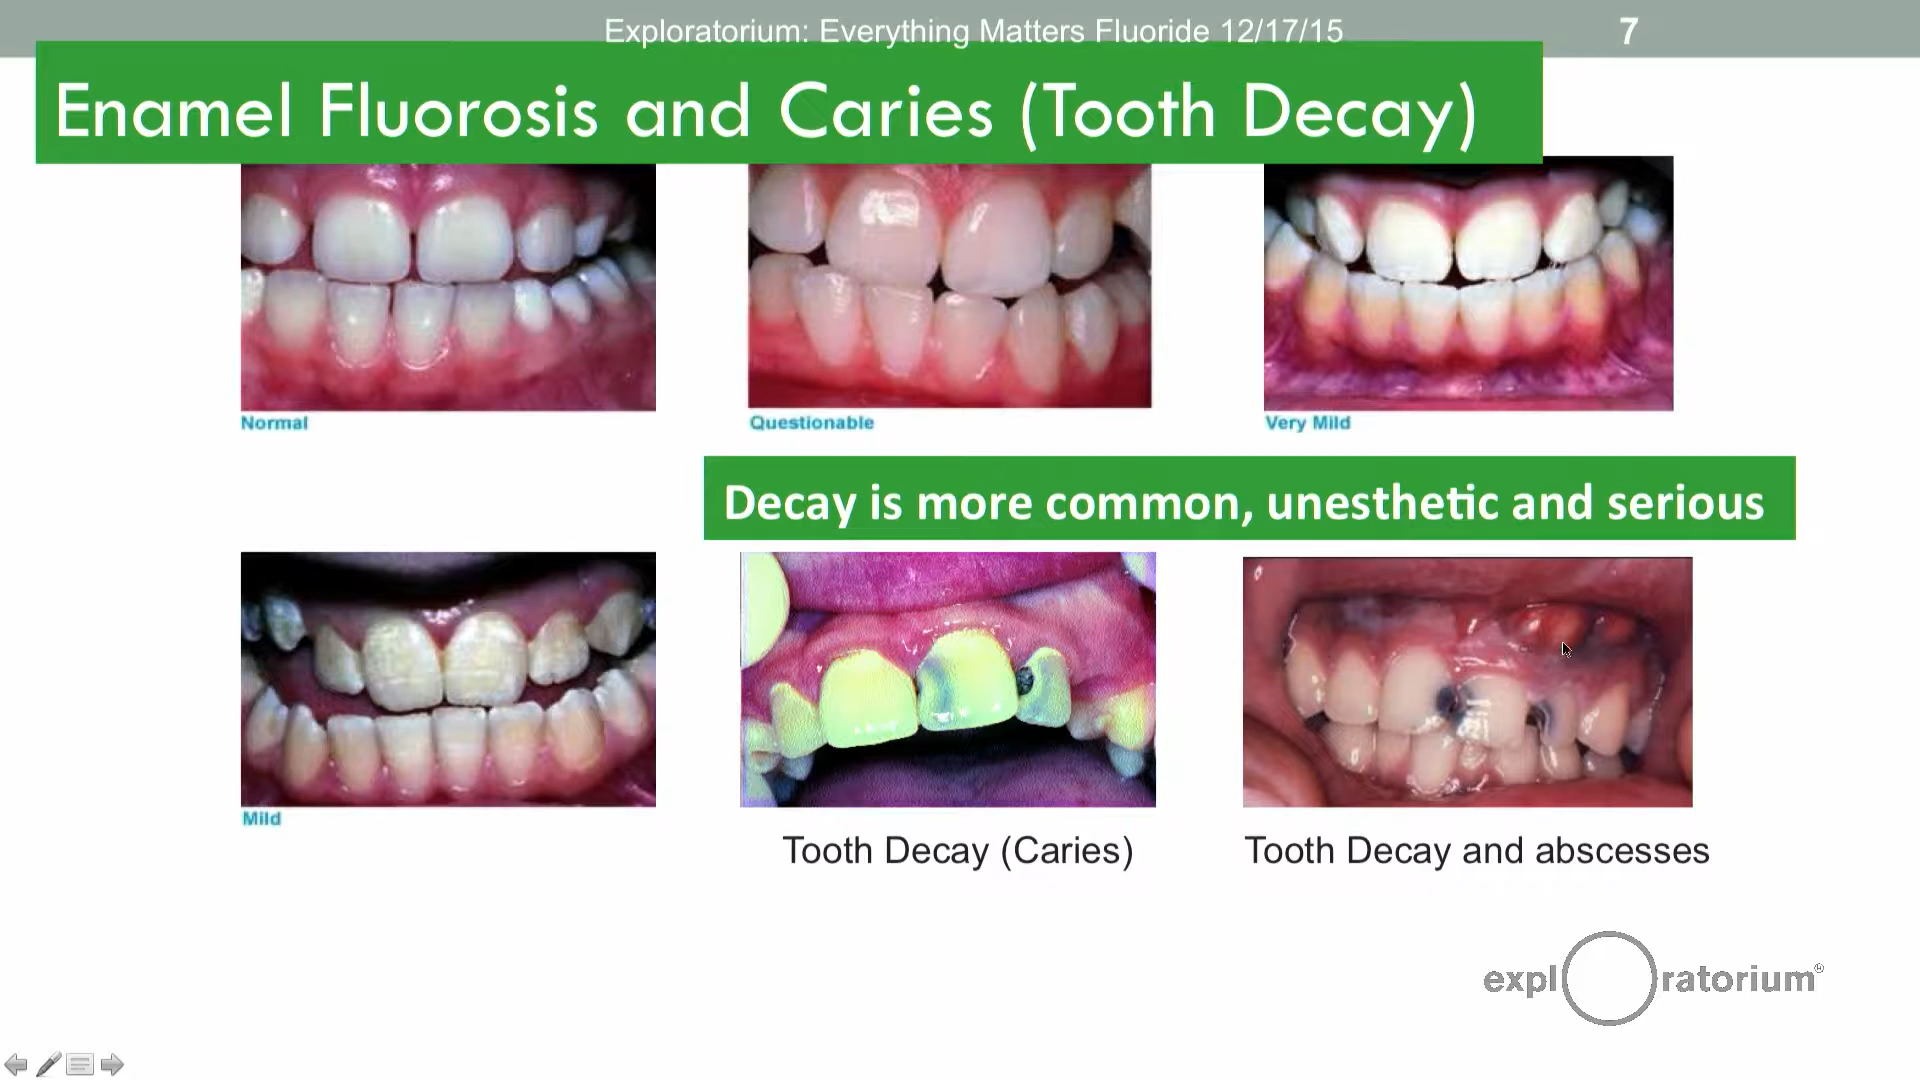 Exploratorium: Everything Matters Fluoride 12/17/15
7
Enamel Fluorosis and Caries (Tooth Decay)
Normal
Questionable
Very Mild
Decay is more common, unesthetic and serious
Mild
Tooth Decay (Caries)
Tooth Decay and abscesses
explOratorium®